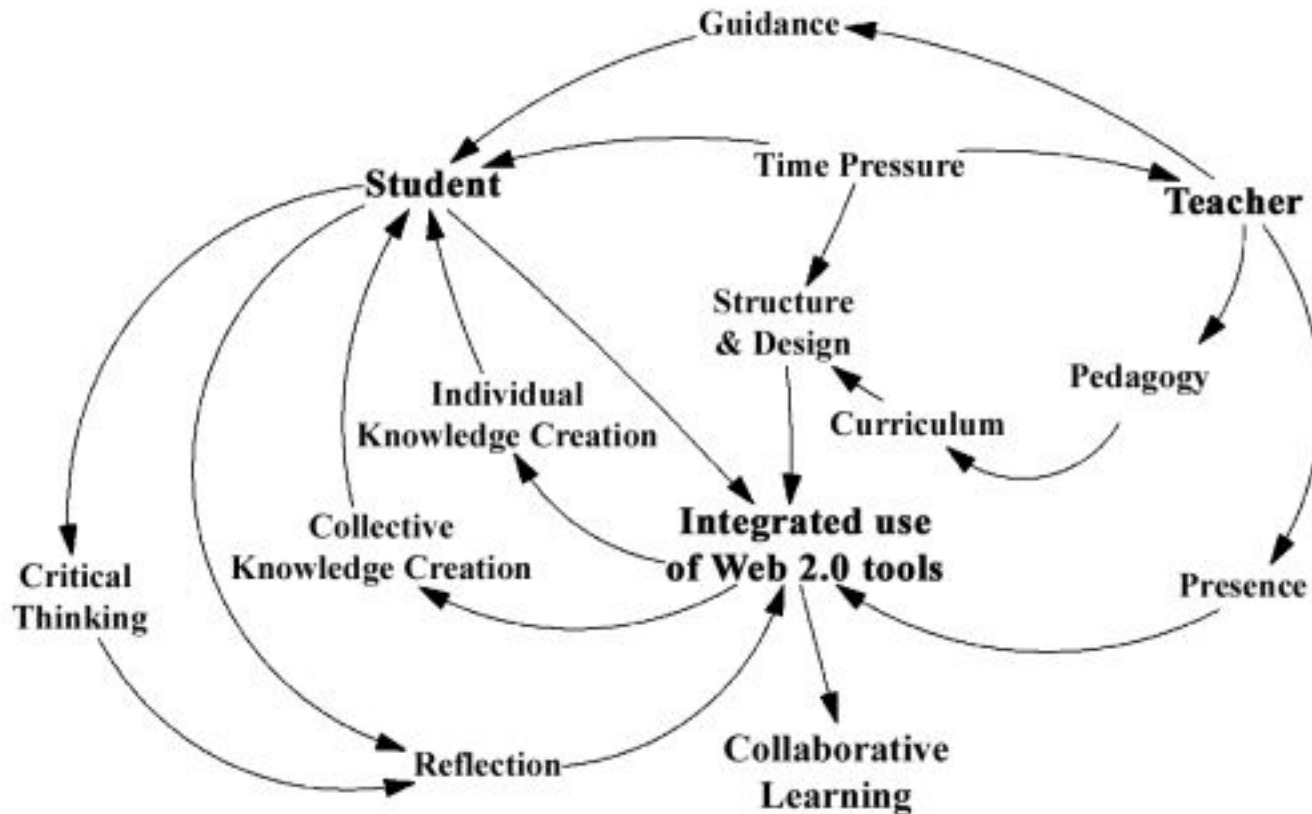 Guidance
Time Pressure
Student
Teacher
Structure
& Design
Pedagogy
Individual
Knowledge Creation
Curriculum
Integrated use
of Web 2.0 tools
Collective
Knowledge Creation
Critical
Thinking
Presence
Reflection
Collaborative
Learning